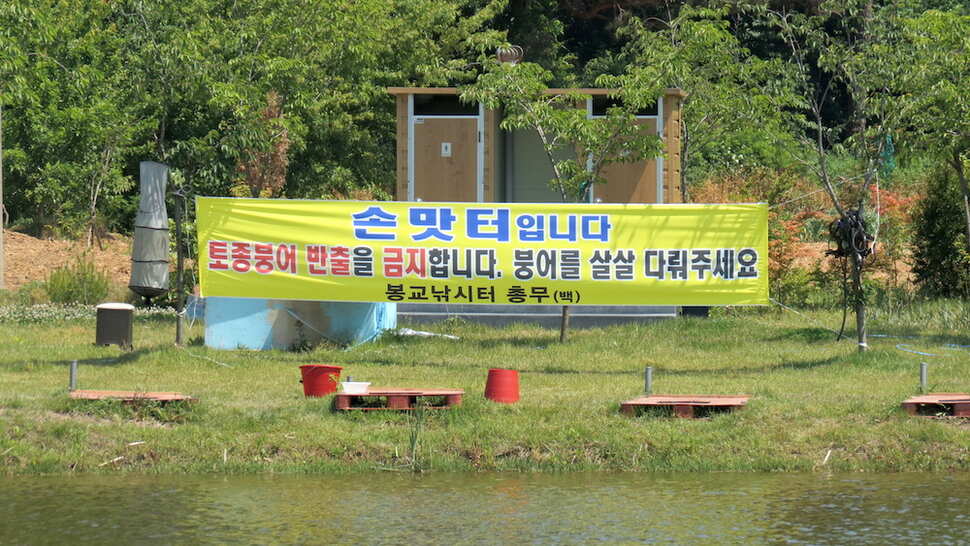 손맛터입니다
토종붕어 반출을 금지합니다. 붕어를 살살 다뤄주세요
봉교낚시터 총무(백)